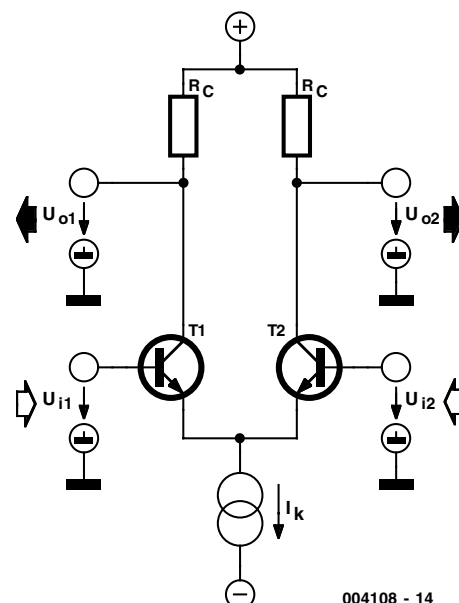 +
RC RC
Uo1 Uo2
T1 T2
Ui1 Ui2
Ik
−
004108 - 14